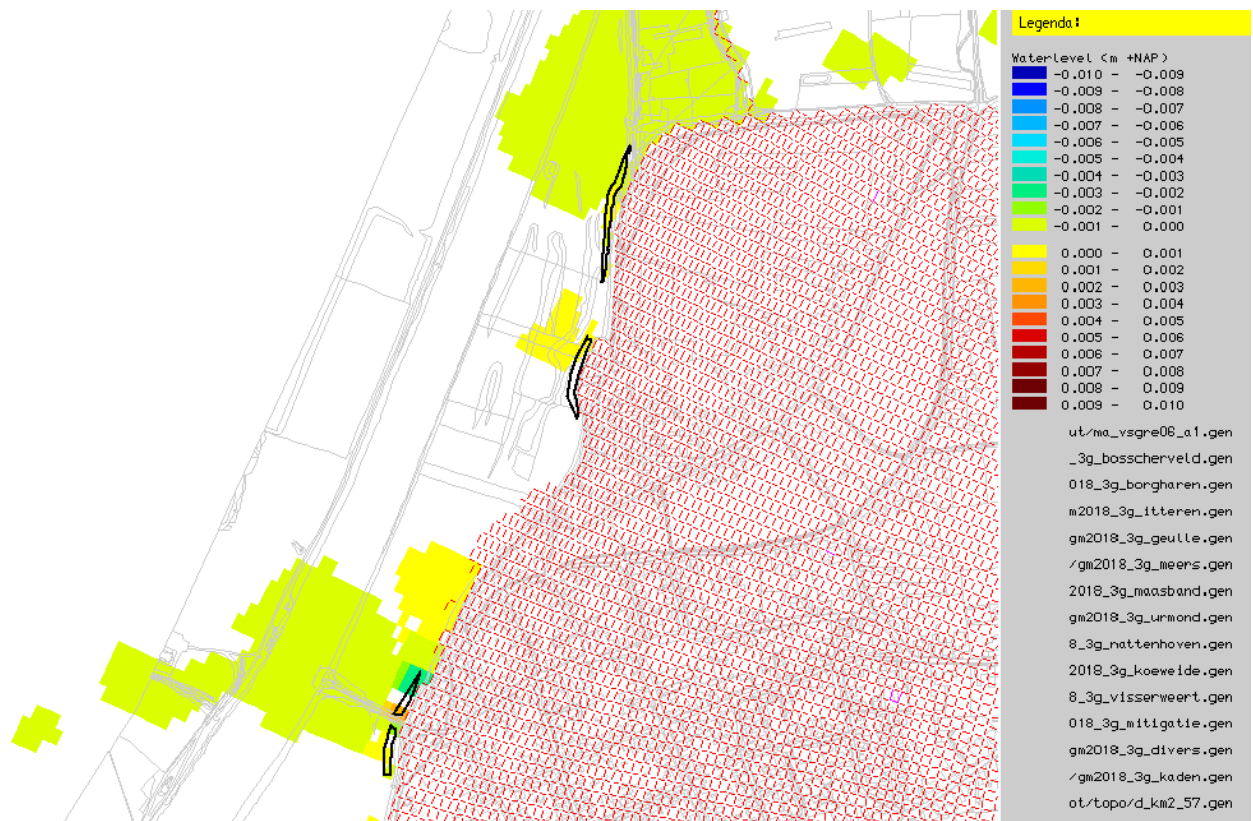 Legenda:
Waterlevel (m +NAP)
-0.010 - -0.009
-0.009 - -0.008
-0.008 - -0.007
-0.007 - -0.006
-0.006 - -0.005
-0.005 - -0.004
-0.004 - -0.003
-0.003 - -0.002
-0.002 - -0.001
-0.001 - 0.000
0.000 - 0.001
0.001 - 0.002
0.002 - 0.003
0.003 - 0.004
0.004 - 0.005
0.005 - 0.006
0.006 - 0.007
0.007 - 0.008
0.008 - 0.009
0.009 - 0.010
ut/ma_vsgre06_a1.gen
_3g_bosscherveld.gen
018_3g_borgharen.gen
m2018_3g_itteren.gen
gm2018_3g_geulle.gen
/gm2018_3g_meers.gen
2018_3g_maasband.gen
gm2018_3g_urmond.gen
8_3g_nattenhoven.gen
2018_3g_koeweide.gen
8_3g_visserweert.gen
018_3g_mitigatie.gen
gm2018_3g_divers.gen
/gm2018_3g_kaden.gen
ot/topo/d_km2_57.gen